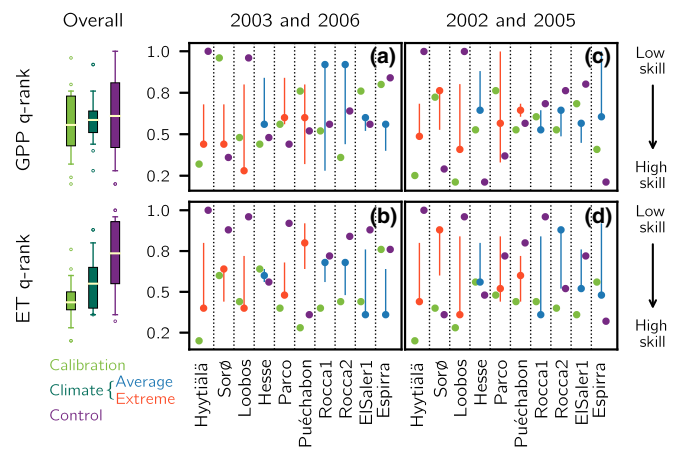 Overall 2003 and 2006 2002 and 2005
GPP q-rank
1.0
0.8
0.5
0.2
(a)
(c)
Low
skill
High
skill
ET q-rank
1.0
0.8
0.5
0.2
(b)
(d)
Low
skill
High
skill
Calibration
Climate { Average
Extreme
Control
Hyytiälä
Sorø
Loobos
Hesse
Parco
Puéchabon
Rocca1
Rocca2
ElSaler1
Espirra
Hyytiälä
Sorø
Loobos
Hesse
Parco
Puéchabon
Rocca1
Rocca2
ElSaler1
Espirra